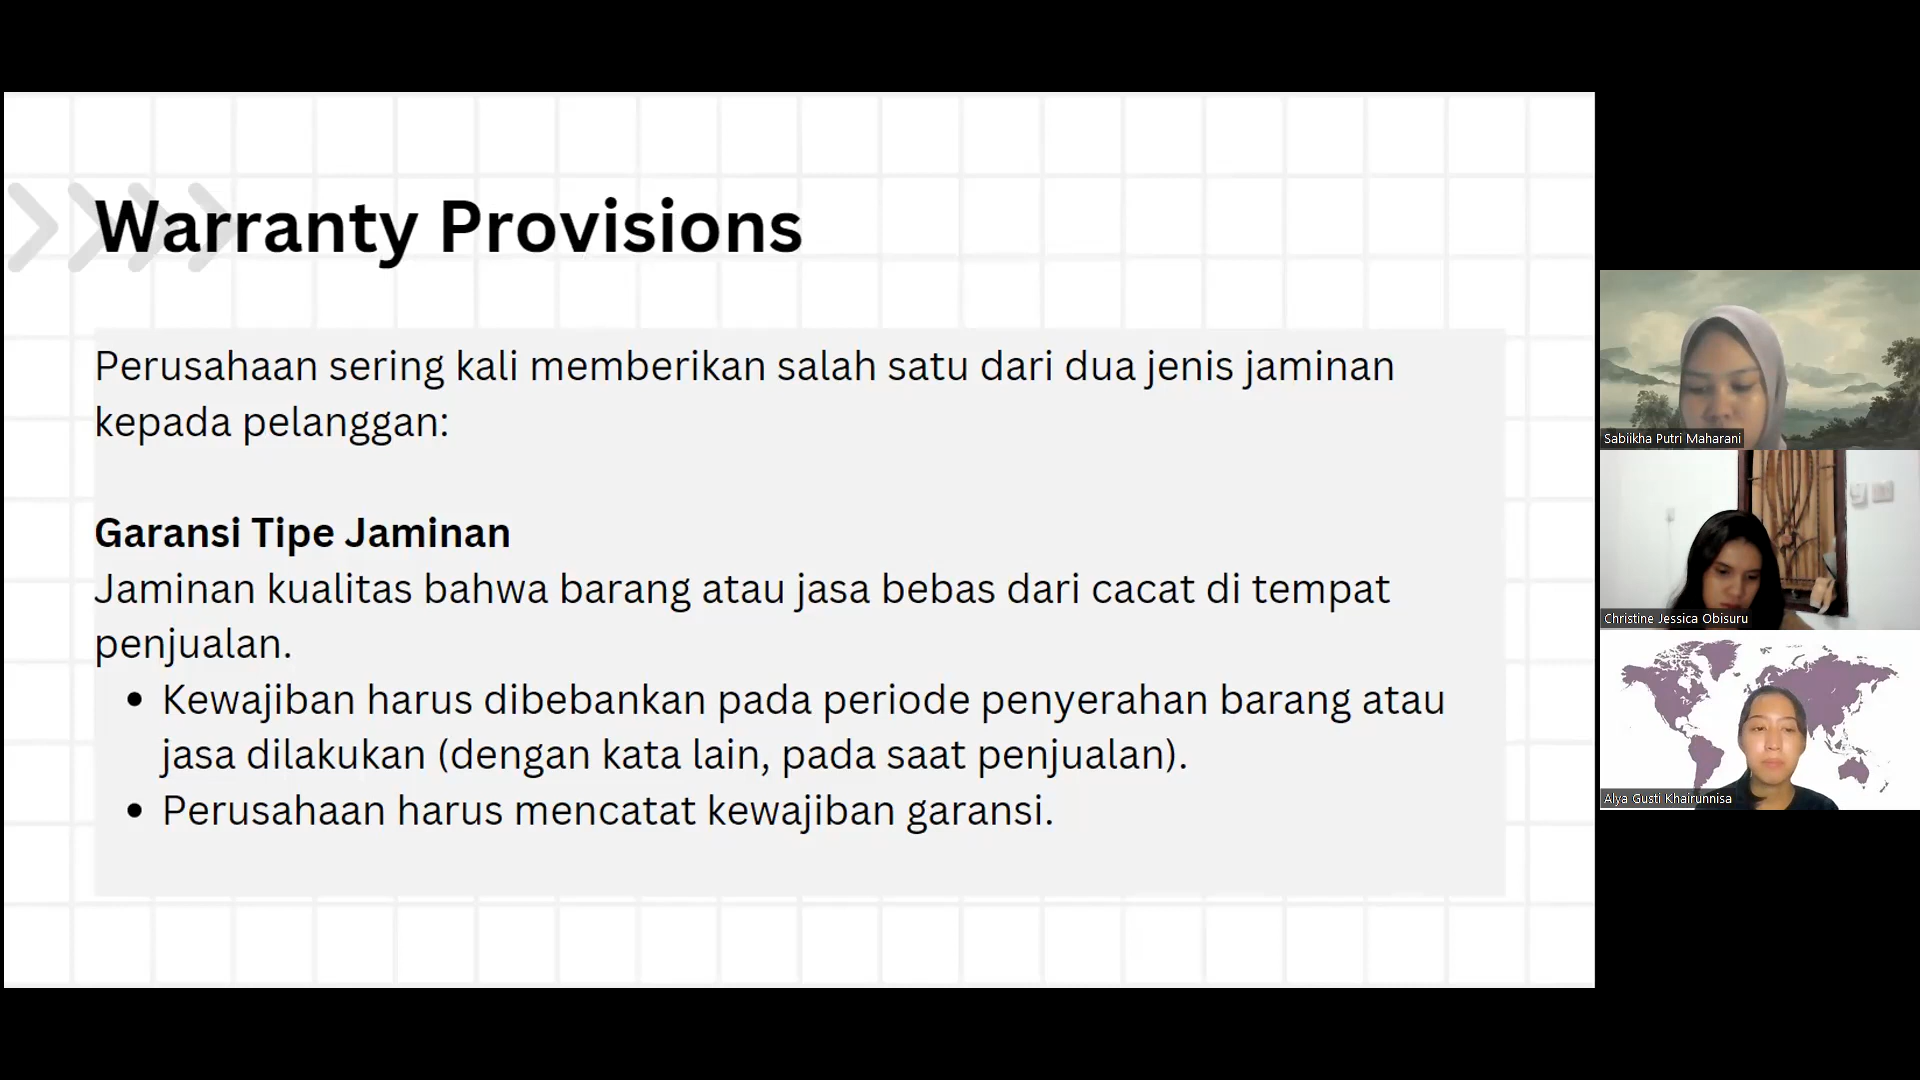 Warranty Provisions
Perusahaan sering kali memberikan salah satu dari dua jenis jaminan
kepada pelanggan:
Garansi Tipe Jaminan
Jaminan kualitas bahwa barang atau jasa bebas dari cacat di tempat
penjualan.
• Kewajiban harus dibebankan pada periode penyerahan barang atau
jasa dilakukan (dengan kata lain, pada saat penjualan).
• Perusahaan harus mencatat kewajiban garansi.
Sabiikha Putri Maharani
Christine Jessica Obisuru
Alya Gusti Khairunnisa